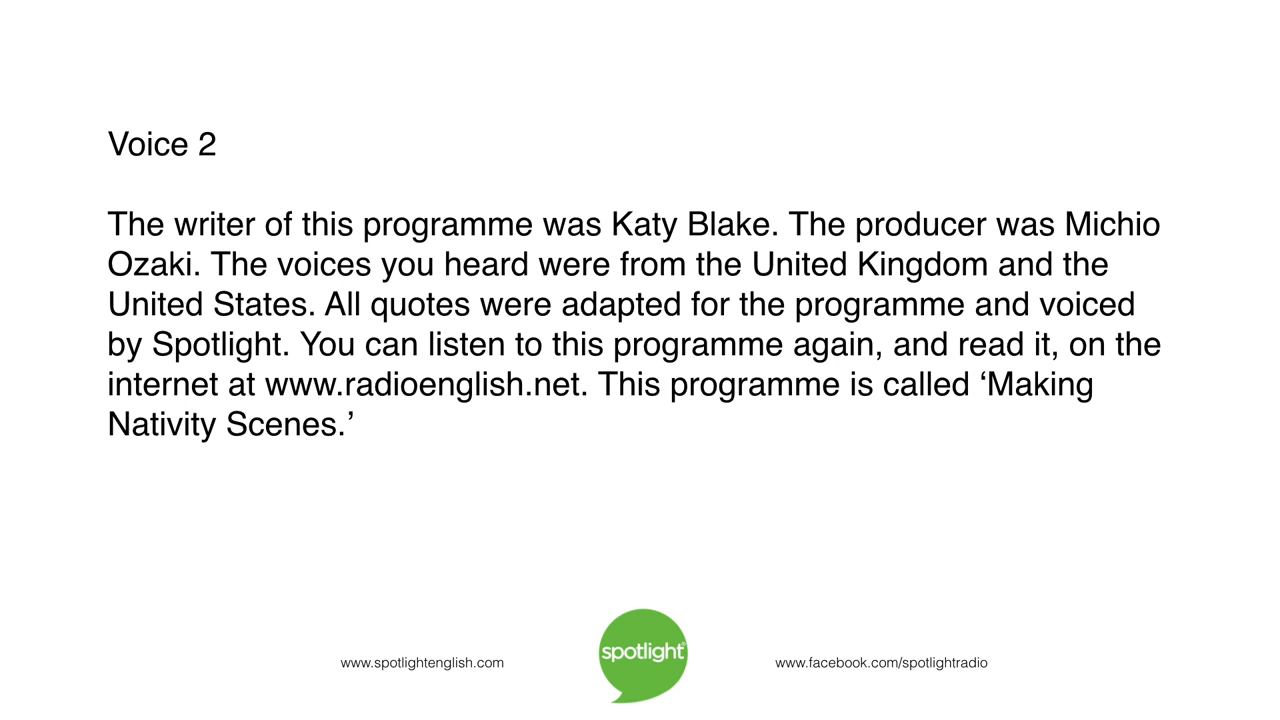 Voice 2
The writer of this programme was Katy Blake. The producer was Michio
Ozaki. The voices you heard were from the United Kingdom and the
United States. All quotes were adapted for the programme and voiced
by Spotlight. You can listen to this programme again, and read it, on the
internet at www.radioenglish.net. This programme is called ‘Making
Nativity Scenes.’
www.spotlightenglish.com
spotlight®
www.facebook.com/spotlightradio